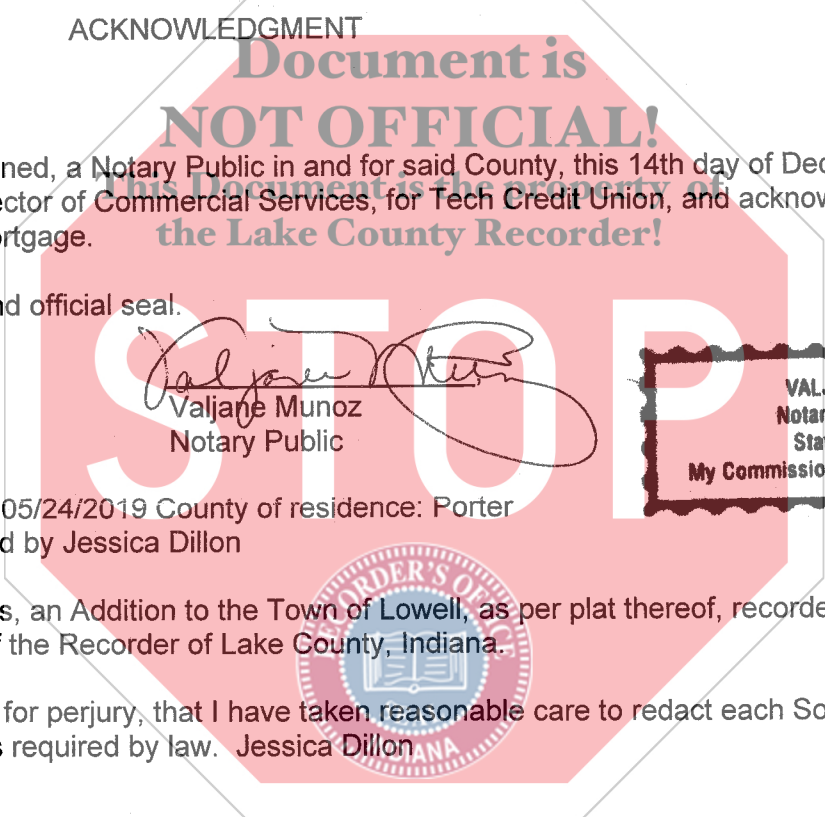 ACKNOWLEDGMENT
Document is
NOT OFFICIAL!
ned, a Notary Public in and for said County, this 14th day of Dec
This Document is the property of
ector of Commercial Services, for Tech Credit Union, and acknow
the Lake County Recorder!
ortgage.
nd official seal.
STOP
Valjane Munoz
Valjane Munoz
Notary Public
VAL
Notar
Sta
My Commissio
05/24/2019 County of residence: Porter
d by Jessica Dillon
s, an Addition to the Town of Lowell, as per plat thereof, recorde
f the Recorder of Lake County, Indiana.
RECORDER'S OFFICE
for perjury, that I have taken reasonable care to redact each So
s required by law. Jessica Dillon
INDIANA